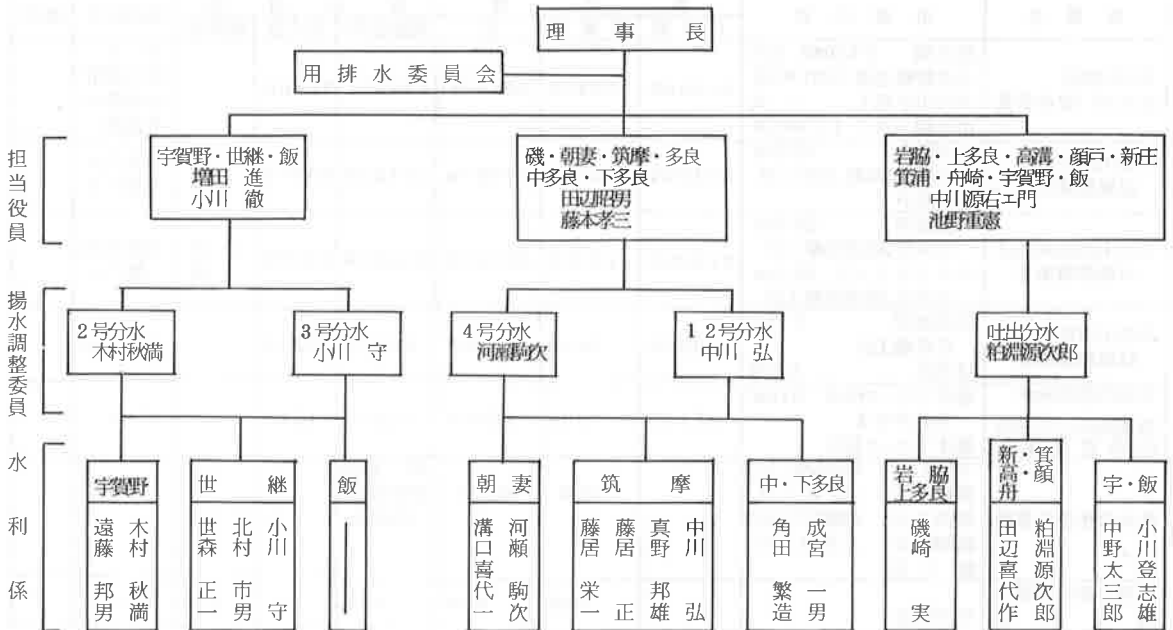 理事長
用排水委員会
担当役員
宇賀野・世継・飯
増田 進
小川 徹
磯・朝妻・筑摩・多良
中多良・下多良
田辺昭男
藤本孝三
岩脇・上多良・高溝・顔戸・新庄
箕浦・舟崎・宇賀野・飯
中川源右ェ門
池野重憲
揚水調整委員
2号分水
木村秋満
3号分水
小川 守
4号分水
河瀬駒次
12号分水
中川 弘
吐出分水
粕淵源次郎
水利係
宇賀野
木村 秋満
遠藤 邦男
世継
小川 守
北村 市男
世森 正一
飯
朝妻
河瀬 駒次
溝口喜代一
筑摩
中川 弘
真野 邦雄
藤居 正
藤居 栄一
中・下多良
成宮 一男
角田 繁造
岩脇
上多良
磯崎 実
新・箕
高・顔
舟
粕淵源次郎
田辺喜代作
宇・飯
小川登志雄
中野太三郎